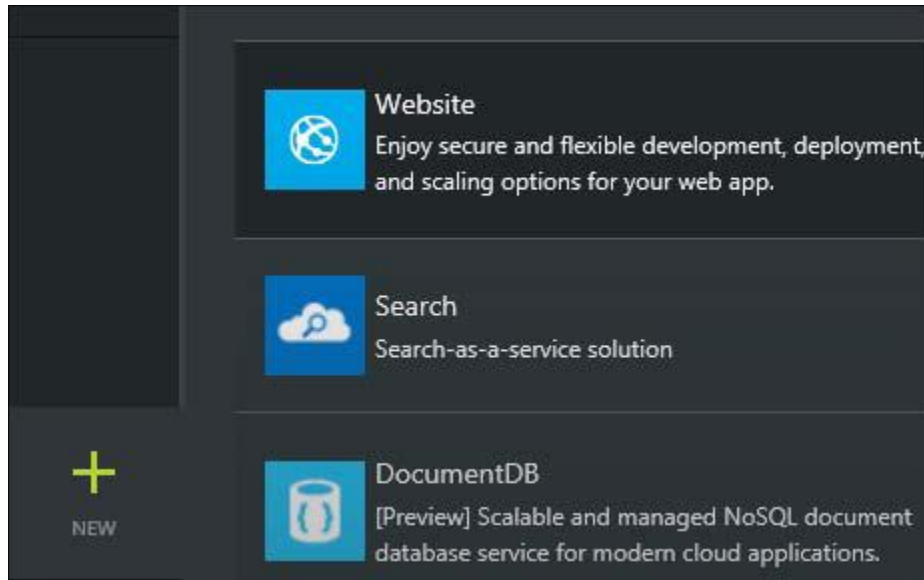 Website
Enjoy secure and flexible development, deployment,
and scaling options for your web app.
Search
Search-as-a-service solution
DocumentDB
[Preview] Scalable and managed NoSQL document
database service for modern cloud applications.
NEW